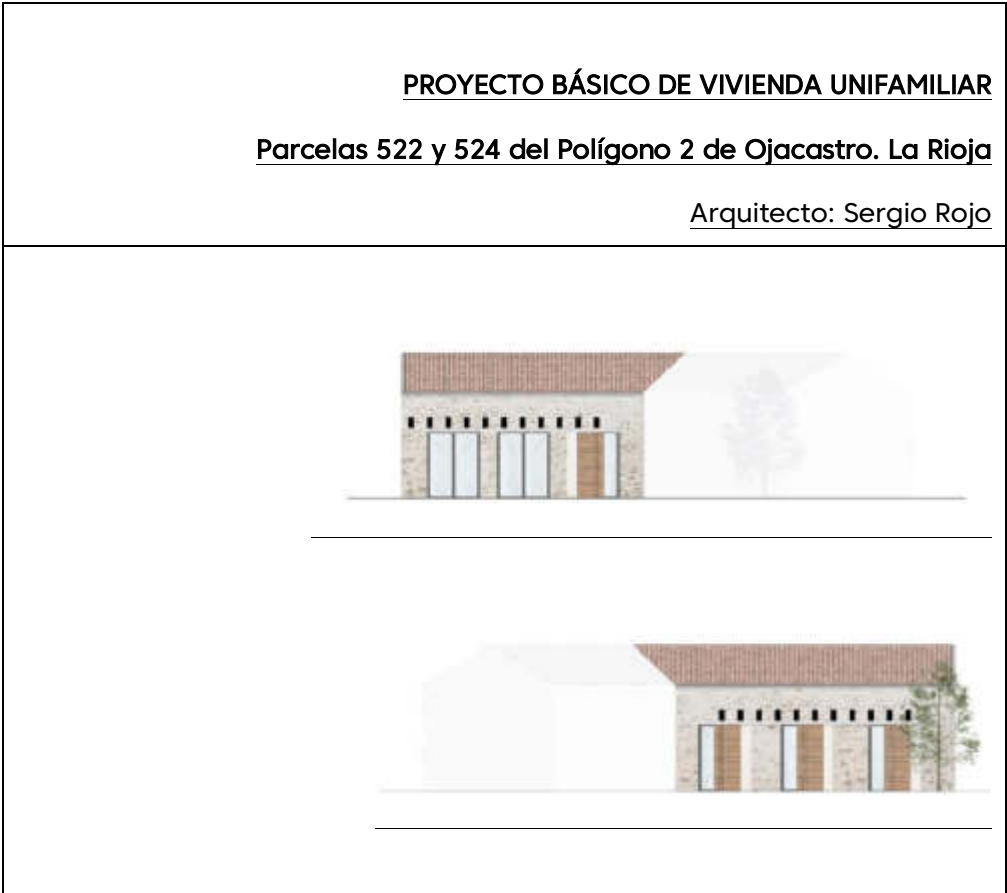 PROYECTO BÁSICO DE VIVIENDA UNIFAMILIAR
Parcelas 522 y 524 del Polígono 2 de Ojacastro. La Rioja
Arquitecto: Sergio Rojo